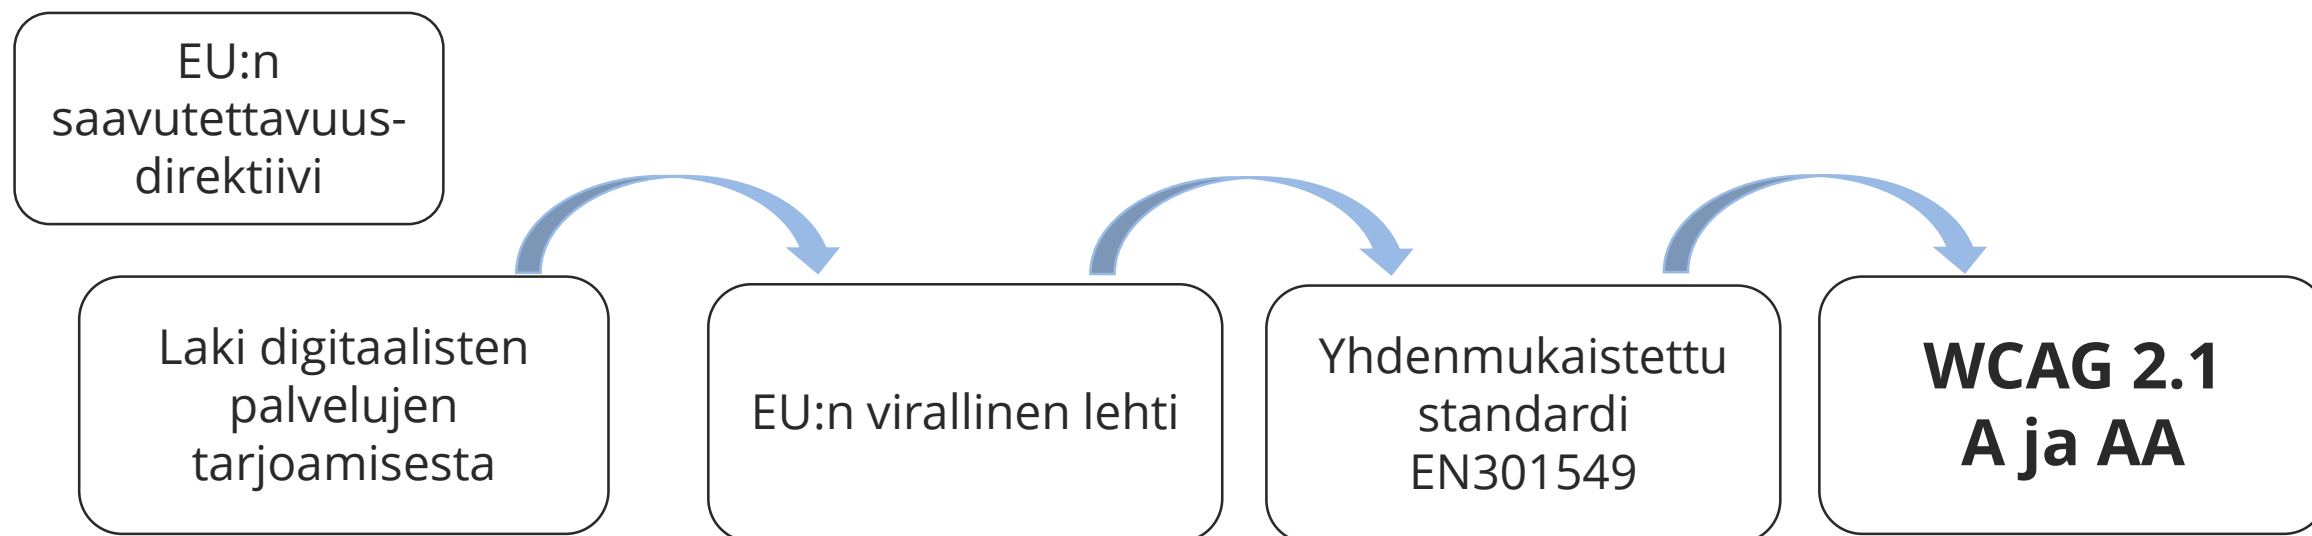 EU:n
saavutettavuus-
direktiivi
Laki digitaalisten
palvelujen
tarjoamisesta
EU:n virallinen lehti
Yhdenmukaistettu
standardi
EN301549
WCAG 2.1
A ja AA